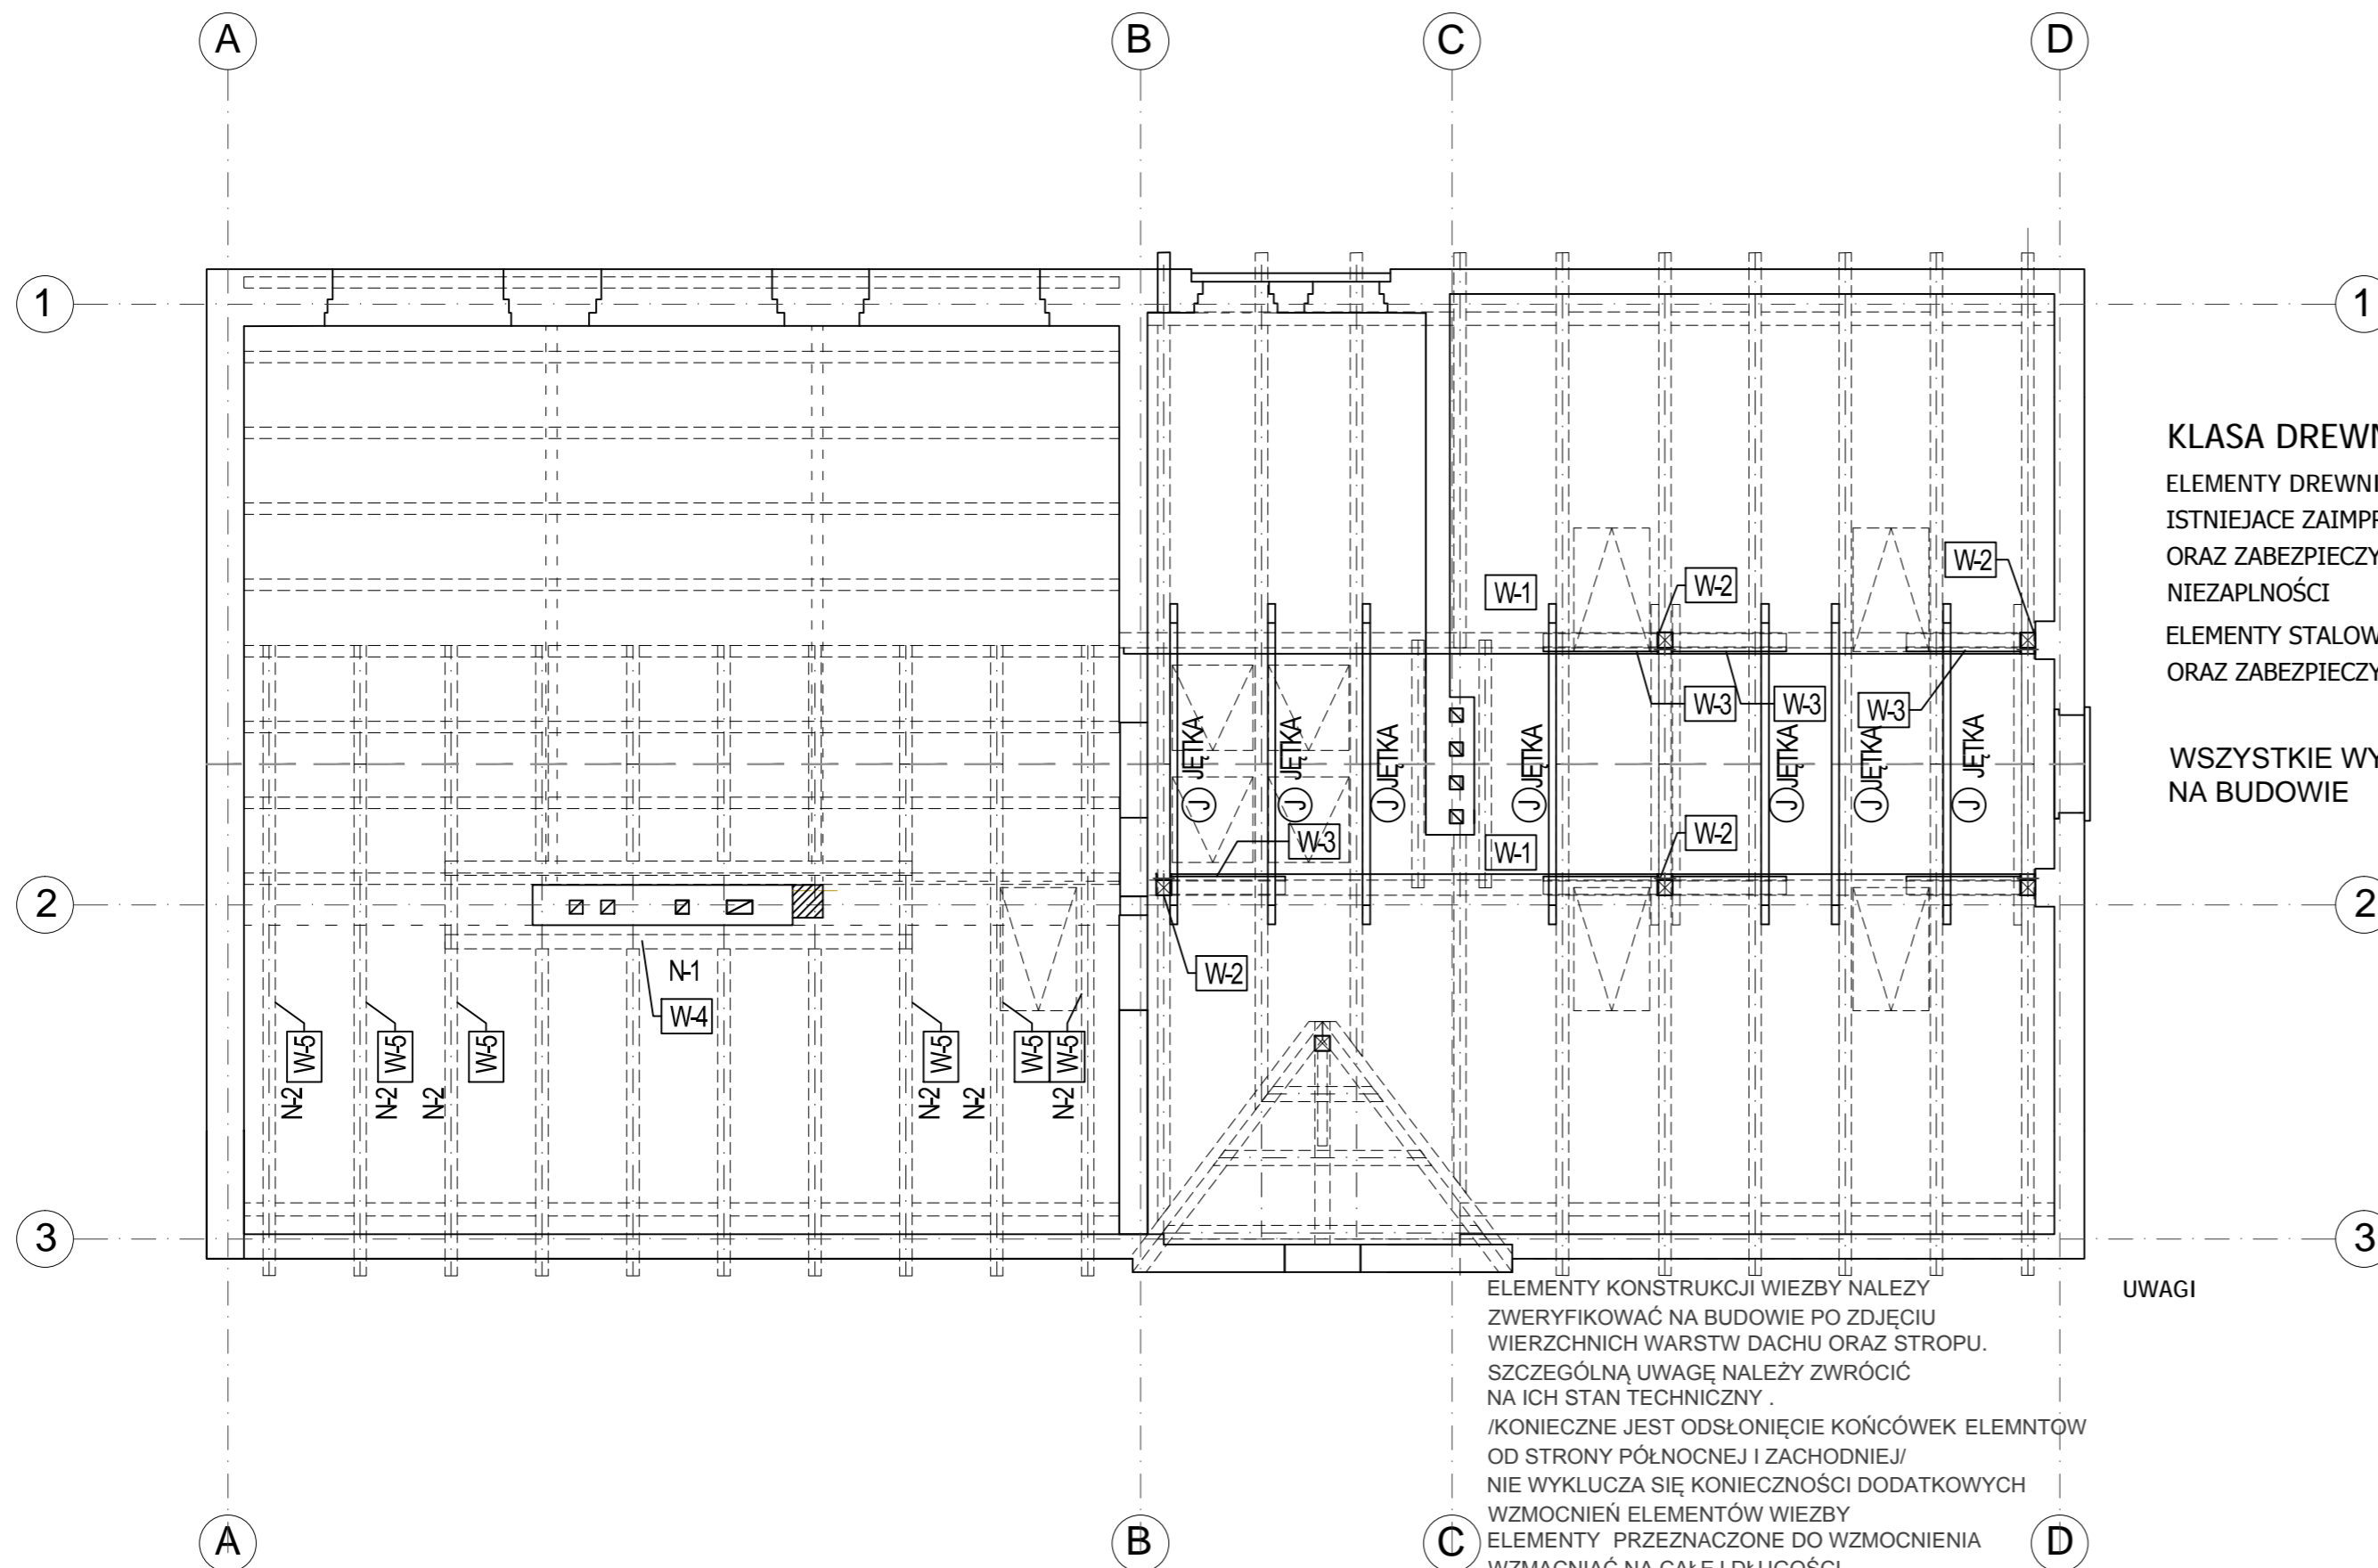 A
B
C
D
1
1
KLASA DREWN
ELEMENTY DREWNI
ISTNIEJACE ZAIMPR
ORAZ ZABEZPIECZY
NIEZAPLNOŚCI
ELEMENTY STALOW
ORAZ ZABEZPIECZY
WSZYSTKIE WY
NA BUDOWIE
W-1
W-2
W-2
W-3
W-3
W-3
JĘTKA
JĘTKA
JĘTKA
JĘTKA
JĘTKA
JĘTKA
JĘTKA
J
J
J
J
J
J
J
W-3
W-1
W-2
2
2
N-1
W-4
W-2
W-5
W-5
W-5
W-5
W-5
W-5
N-2
N-2
N-2
N-2
N-2
N-2
3
3
UWAGI
ELEMENTY KONSTRUKCJI WIEZBY NALEZY
ZWERYFIKOWAĆ NA BUDOWIE PO ZDJĘCIU
WIERZCHNICH WARSTW DACHU ORAZ STROPU.
SZCZEGÓLNĄ UWAGĘ NALEŻY ZWRÓCIĆ
NA ICH STAN TECHNICZNY .
/KONIECZNE JEST ODSŁONIĘCIE KOŃCÓWEK ELEMNTOW
OD STRONY PÓŁNOCNEJ I ZACHODNIEJ/
NIE WYKLUCZA SIĘ KONIECZNOŚCI DODATKOWYCH
WZMOCNIEŃ ELEMENTÓW WIEZBY
ELEMENTY PRZEZNACZONE DO WZMOCNIENIA
WZMACNIAĆ NA CAŁEJ DŁUGOŚCI
A
B
C
D